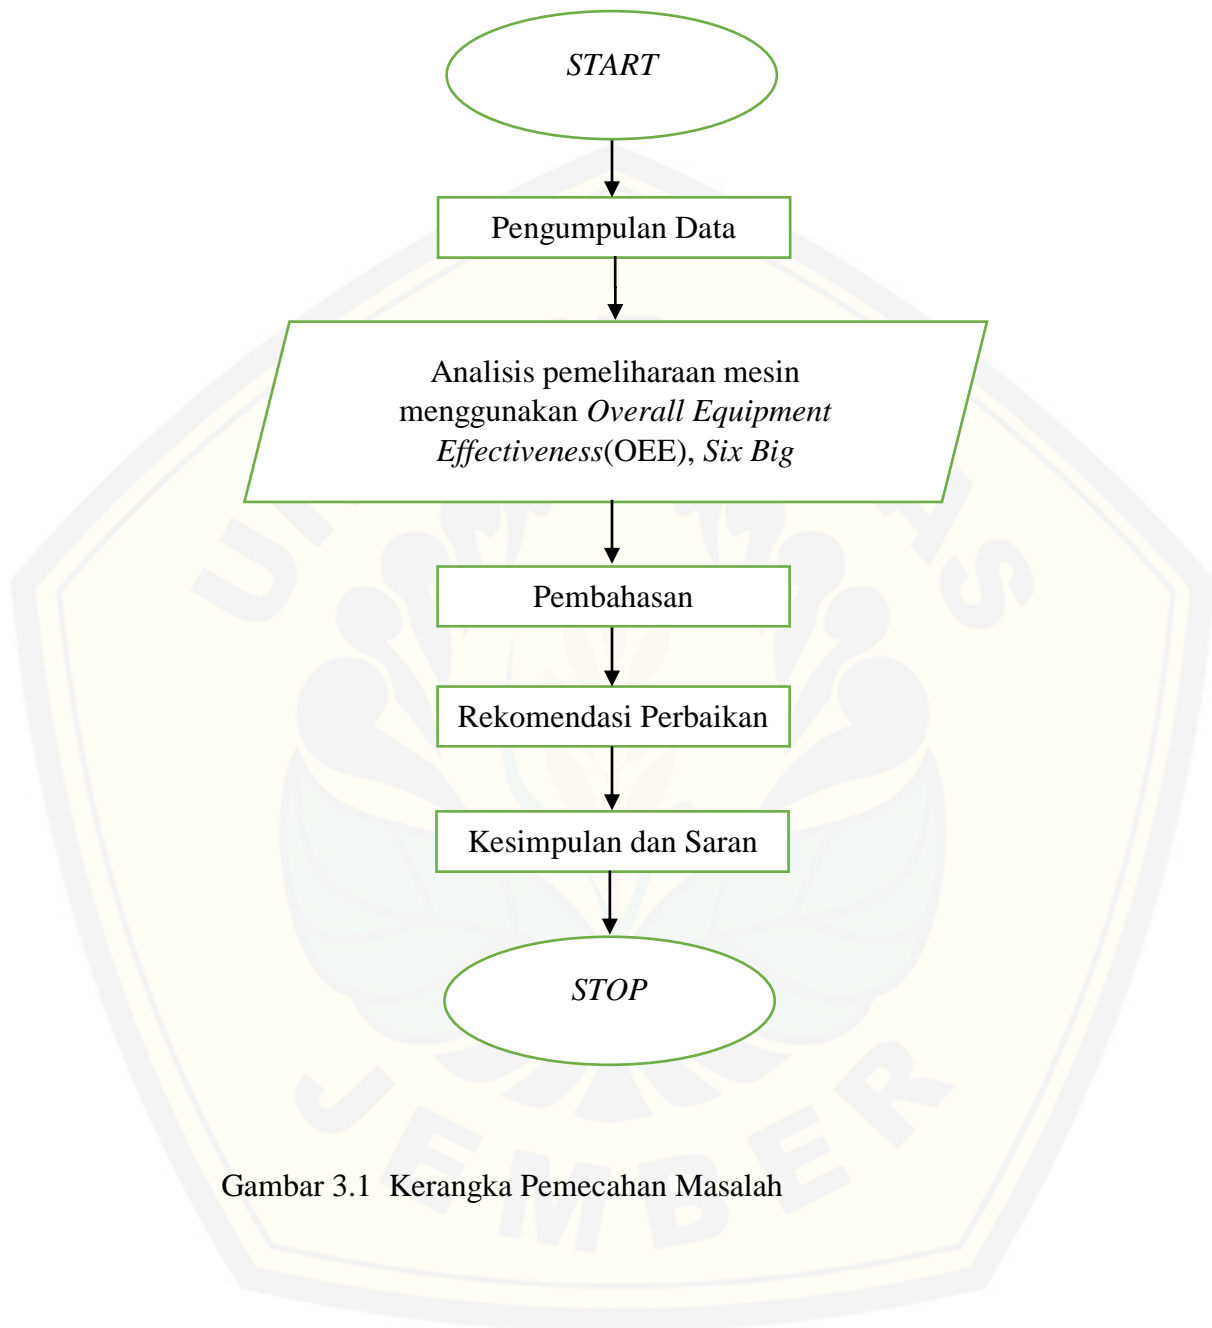 START
Pengumpulan Data
Analisis pemeliharaan mesin
menggunakan Overall Equipment
Effectiveness(OEE), Six Big
Pembahasan
Rekomendasi Perbaikan
Kesimpulan dan Saran
STOP
JEMBER
Gambar 3.1 Kerangka Pemecahan Masalah